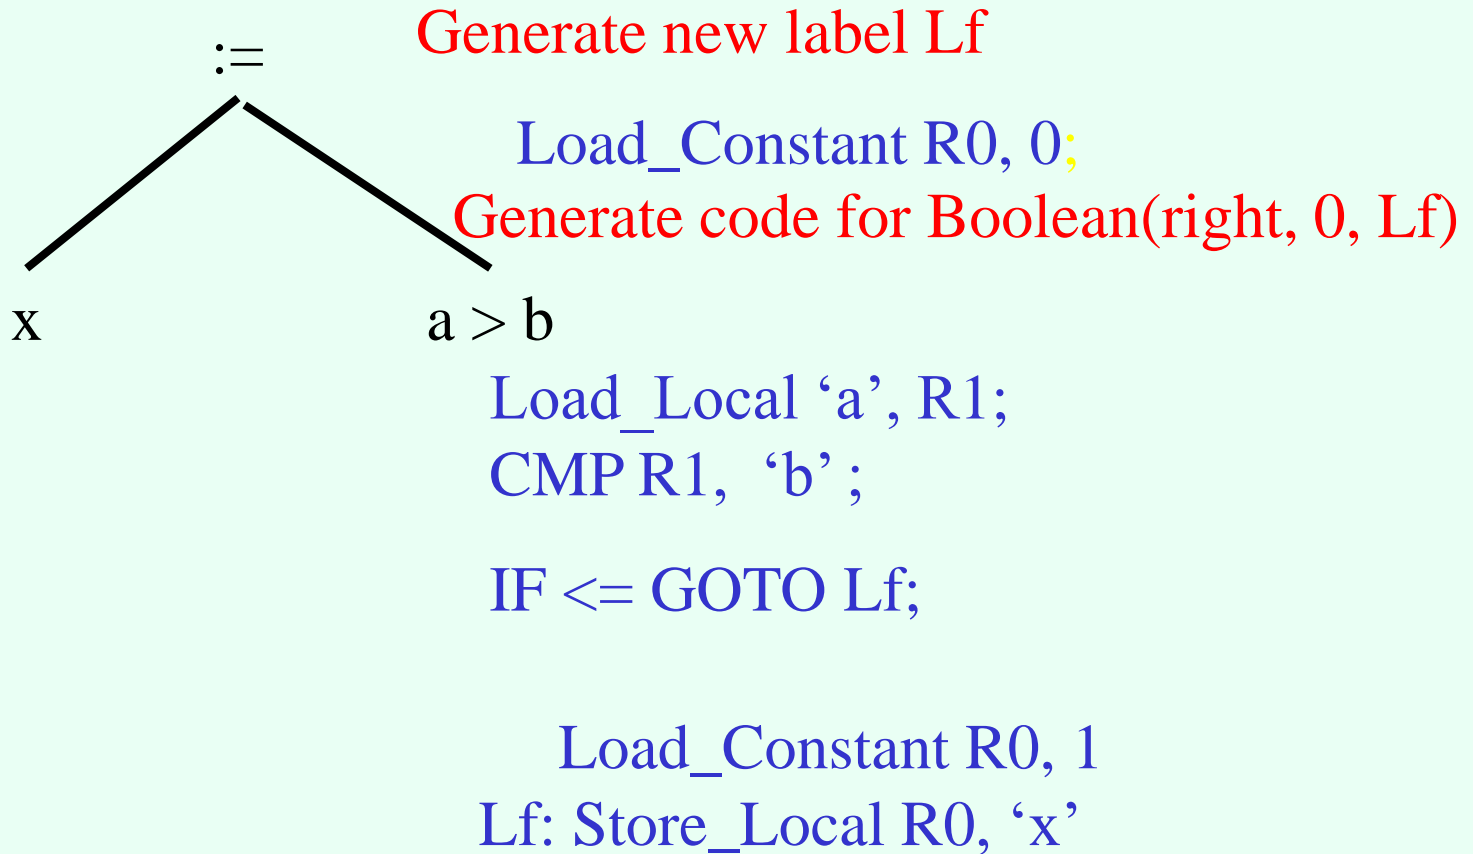 :=
Generate new label Lf
Load_Constant R0, 0;
Generate code for Boolean(right, 0, Lf)
x
a > b
Load_Local ‘a’, R1;
CMP R1, ‘b’ ;
IF <= GOTO Lf;
Load_Constant R0, 1
Lf: Store_Local R0, ‘x’